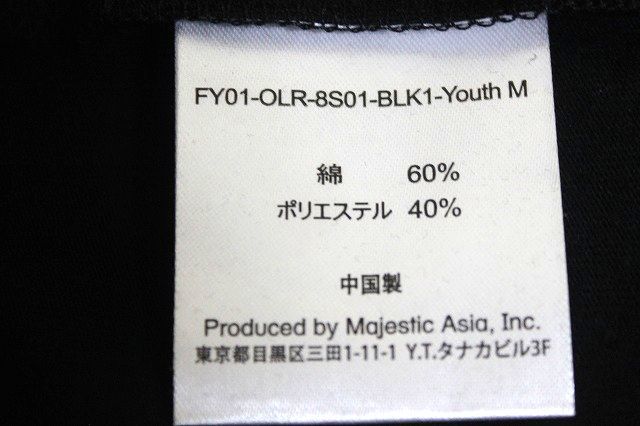 FY01-OLR-8S01-BLK1-Youth M
綿 60%
ポリエステル 40%
中国製
Produced by Majestic Asia, Inc.
東京都目黒区三田1-11-1 Y.T.タナカビル3F